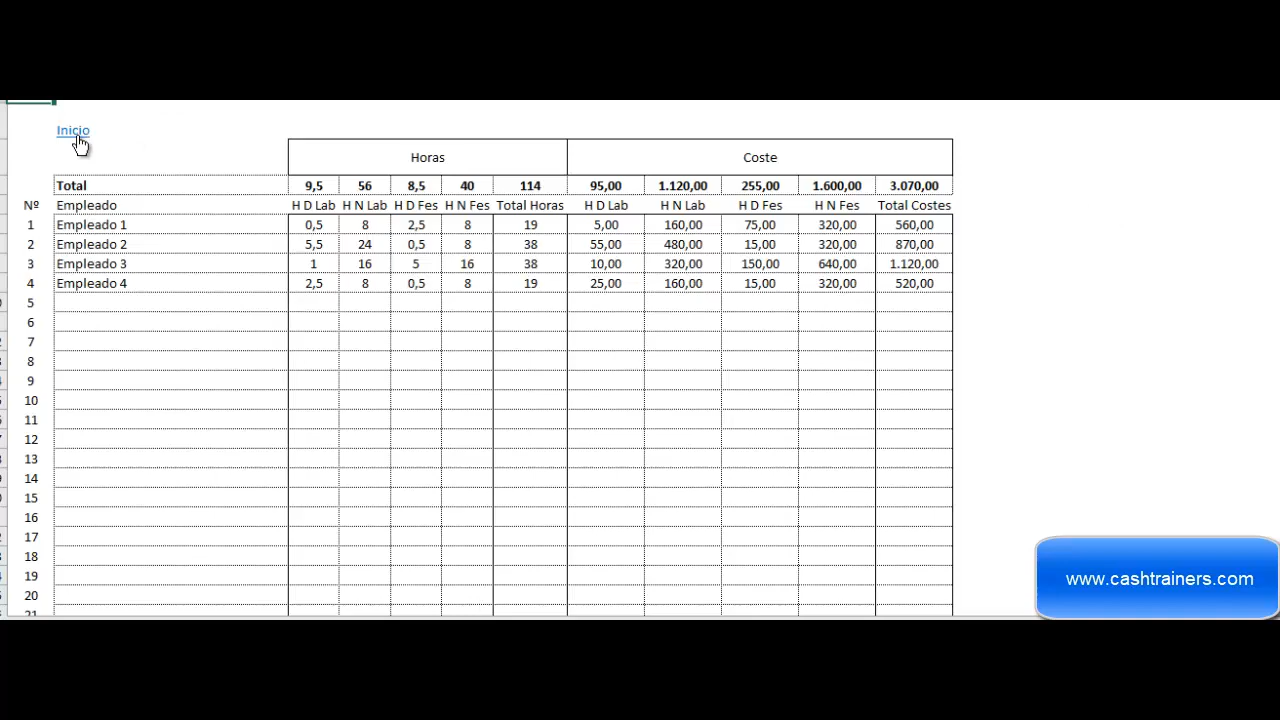 Inicio
Horas Coste
Total 9,5 56 8,5 40 114 95,00 1.120,00 255,00 1.600,00 3.070,00
Nº Empleado H D Lab H N Lab H D Fes H N Fes Total Horas H D Lab H N Lab H D Fes H N Fes Total Costes
1 Empleado 1 0,5 8 2,5 8 19 5,00 160,00 75,00 320,00 560,00
2 Empleado 2 5,5 24 0,5 8 38 55,00 480,00 15,00 320,00 870,00
3 Empleado 3 1 16 5 16 38 10,00 320,00 150,00 640,00 1.120,00
4 Empleado 4 2,5 8 0,5 8 19 25,00 160,00 15,00 320,00 520,00
5
6
7
8
9
10
11
12
13
14
15
16
17
18
19
20
21
www.cashtrainers.com